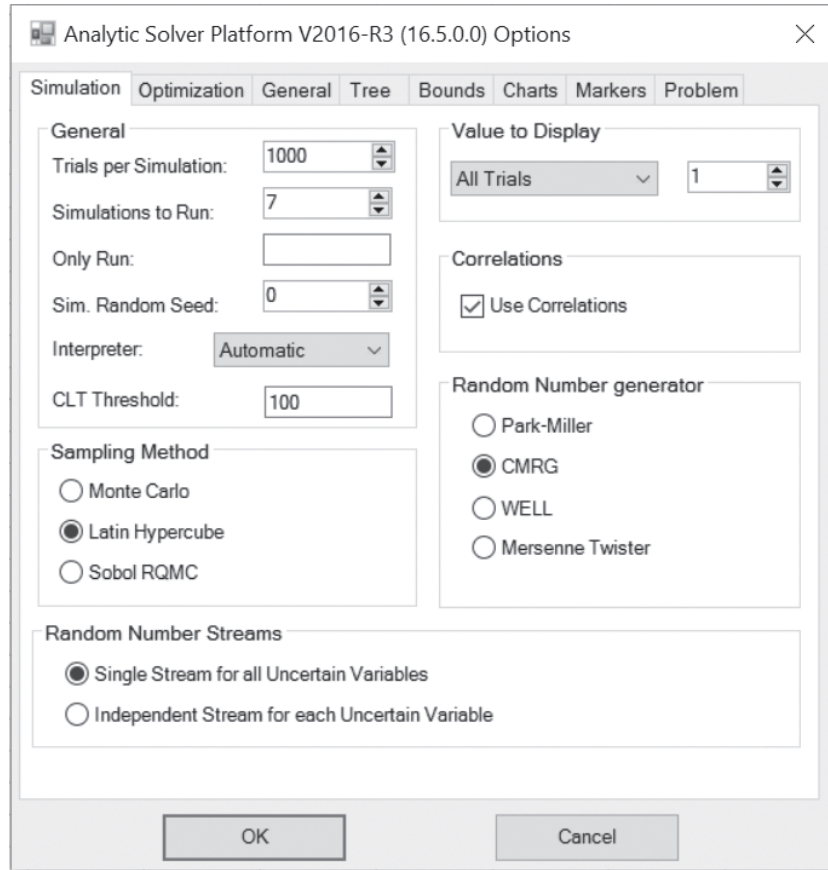 Analytic Solver Platform V2016-R3 (16.5.0.0) Options
Simulation Optimization General Tree Bounds Charts Markers Problem
General
Trials per Simulation: 1000
Simulations to Run: 7
Only Run:
Sim. Random Seed: 0
Interpreter: Automatic
CLT Threshold: 100
Sampling Method
Monte Carlo
Latin Hypercube
Sobol RQMC
Value to Display
All Trials 1
Correlations
Use Correlations
Random Number generator
Park-Miller
CMRG
WELL
Mersenne Twister
Random Number Streams
Single Stream for all Uncertain Variables
Independent Stream for each Uncertain Variable
OK Cancel